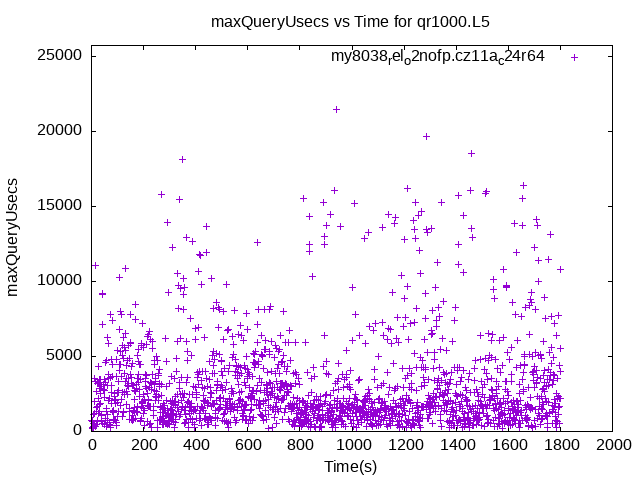 maxQueryUsecs vs Time for qr1000.L5
my8038relo2nofp.cz11ac24r64
25000
20000
15000
10000
5000
0
maxQueryUsecs
0 200 400 600 800 1000 1200 1400 1600 1800 2000
Time(s)